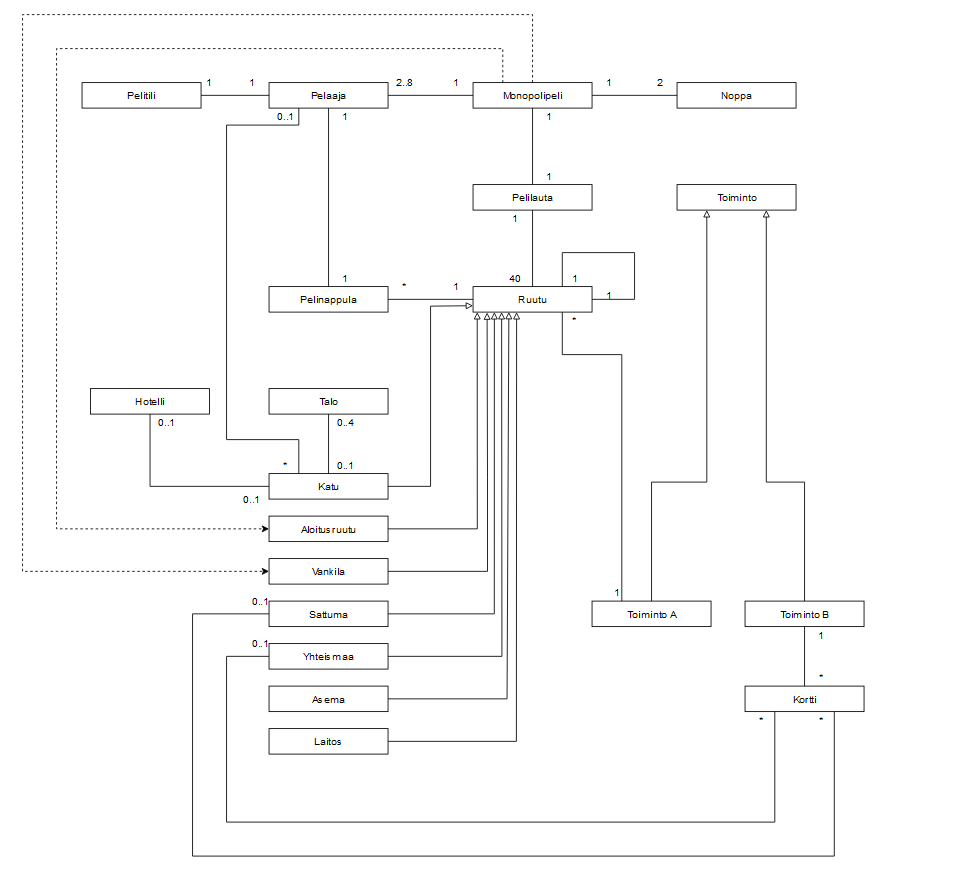 1 1 2..8 1 1 2
Pelitili Pelaaja Monopolipeli Noppa
0..1 1 1
1
Pelilauta Toiminto
1
1 * 1 40 1
Pelinappula Ruutu 1
*
Hotelli Talo
0..1 0..4
* 0..1
Katu
0..1
Aloitusruutu
Vankila
0..1 1
Sattuma Toiminto A Toiminto B
1
0..1
Yhteismaa
*
Asema Kortti
* *
Laitos